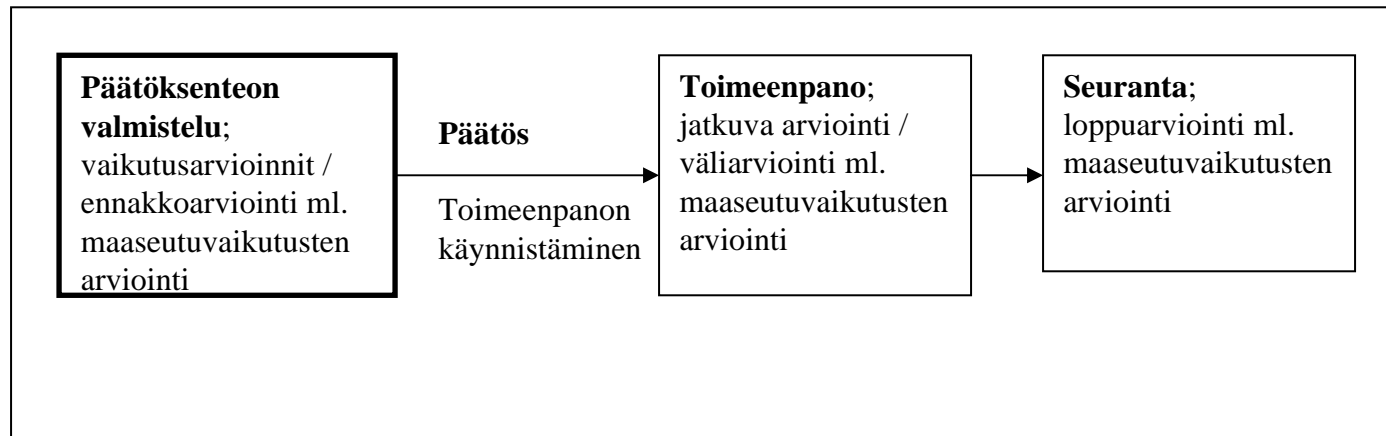 Päätöksenteon
valmistelu;
vaikutusarvioinnit /
ennakkoarviointi ml.
maaseutuvaikutusten
arviointi
Päätös
Toimeenpanon
käynnistäminen
Toimeenpano;
jatkuva arviointi /
väliarviointi ml.
maaseutuvaikutusten
arviointi
Seuranta;
loppuarviointi ml.
maaseutuvaikutusten
arviointi